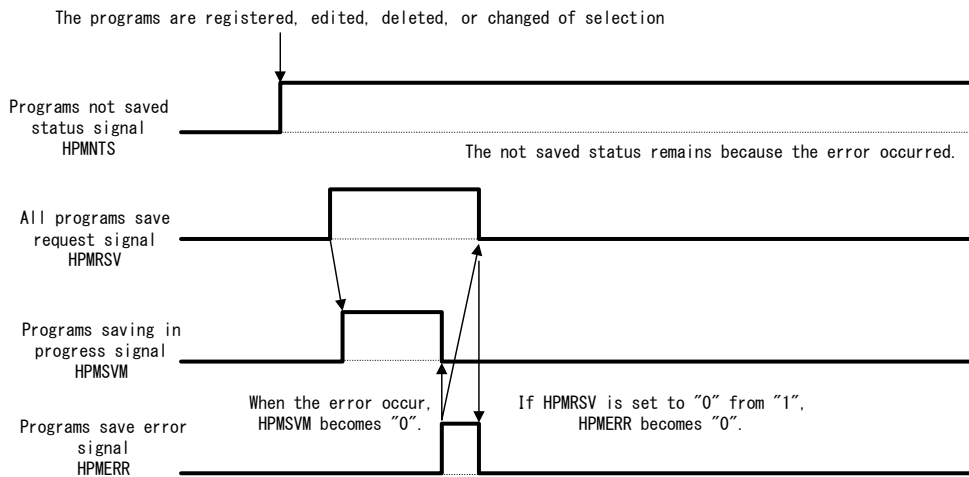 The programs are registered, edited, deleted, or changed of selection
Programs not saved
status signal
HPMNTS
The not saved status remains because the error occurred.
All programs save
request signal
HPMRSV
Programs saving in
progress signal
HPMSVM
When the error occur,
HPMSVM becomes "0".
If HPMRSV is set to "0" from "1",
HPMERR becomes "0".
Programs save error
signal
HPMERR